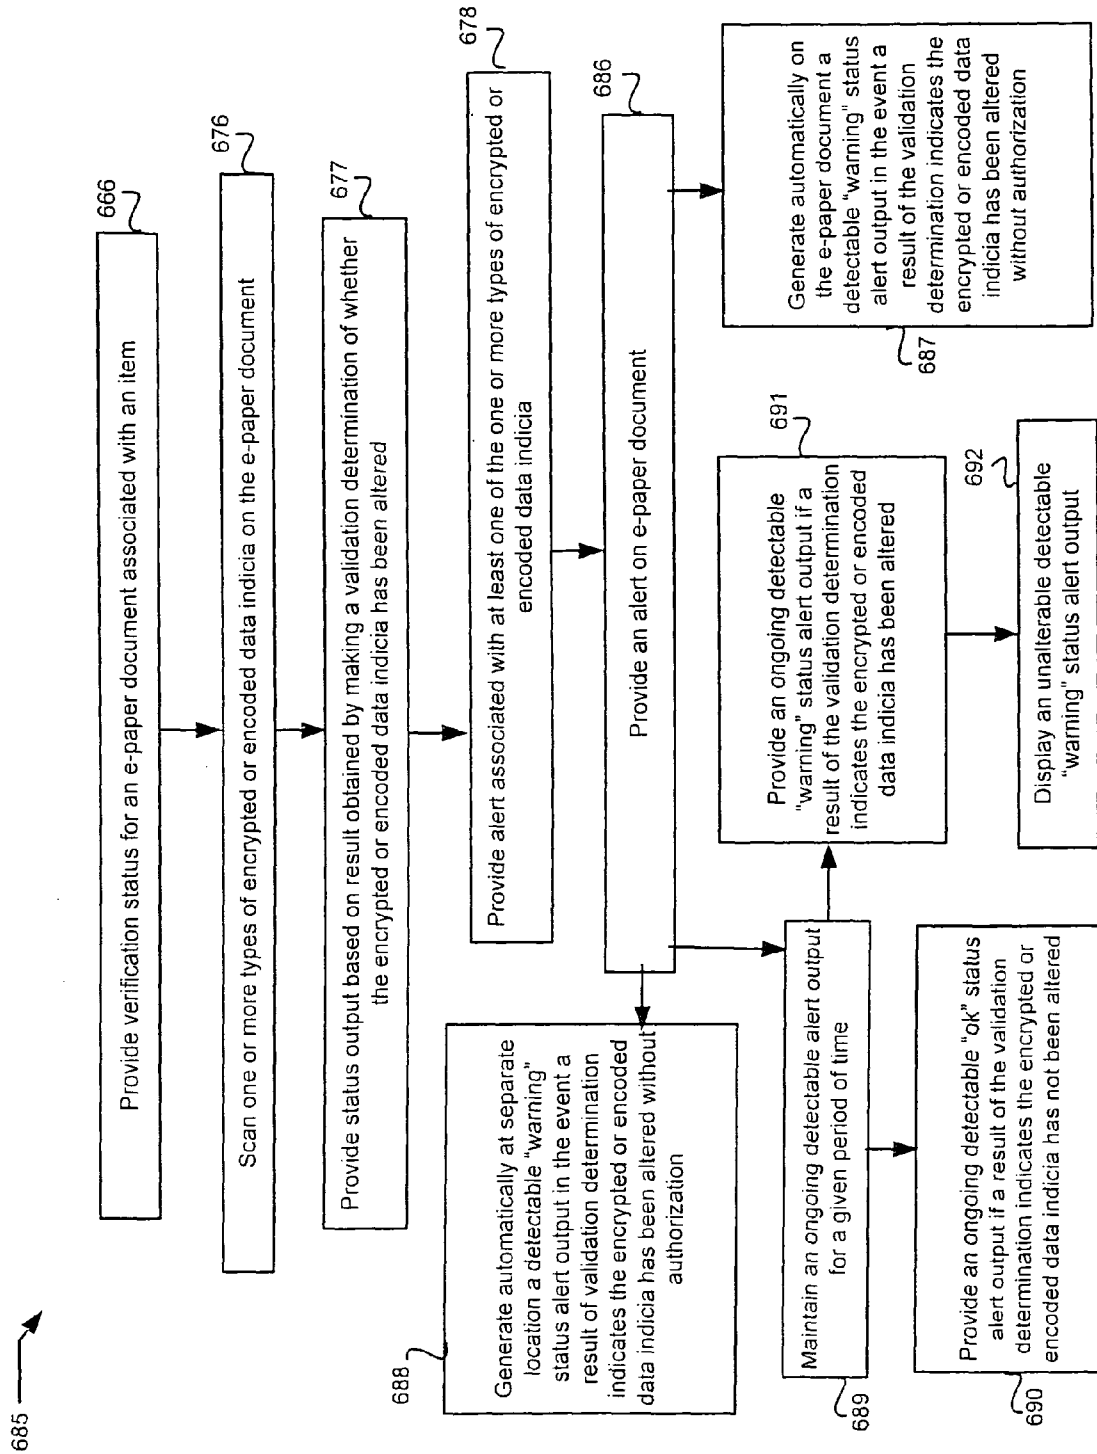 685
666
Provide verification status for an e-paper document associated with an item
676
Scan one or more types of encrypted or encoded data indicia on the e-paper document
677
Provide status output based on result obtained by making a validation determination of whether
the encrypted or encoded data indicia has been altered
678
Provide alert associated with at least one of the one or more types of encrypted or
encoded data indicia
686
Provide an alert on e-paper document
688
Generate automatically at separate
location a detectable "warning"
status alert output in the event a
result of validation determination
indicates the encrypted or encoded
data indicia has been altered without
authorization
687
Generate automatically on
the e-paper document a
detectable "warning" status
alert output in the event a
result of the validation
determination indicates the
encrypted or encoded data
indicia has been altered
without authorization
689
Maintain an ongoing detectable alert output
for a given period of time
691
Provide an ongoing detectable
"warning" status alert output if a
result of the validation determination
indicates the encrypted or encoded
data indicia has been altered
690
Provide an ongoing detectable "ok" status
alert output if a result of the validation
determination indicates the encrypted or
encoded data indicia has not been altered
692
Display an unalterable detectable
"warning" status alert output